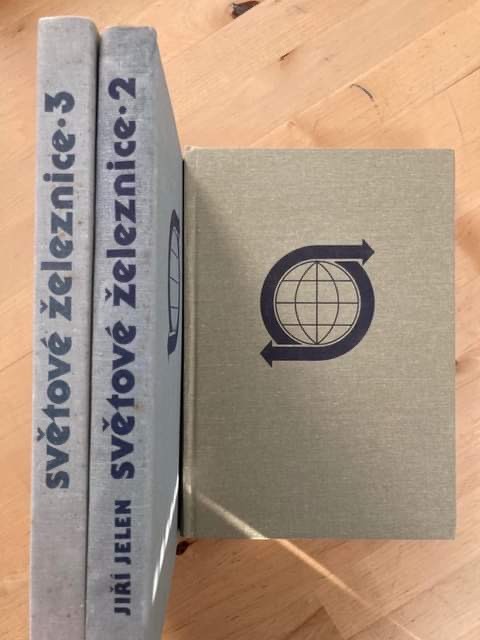 světové železnice·3
JIŘÍ JELEN světové železnice·2